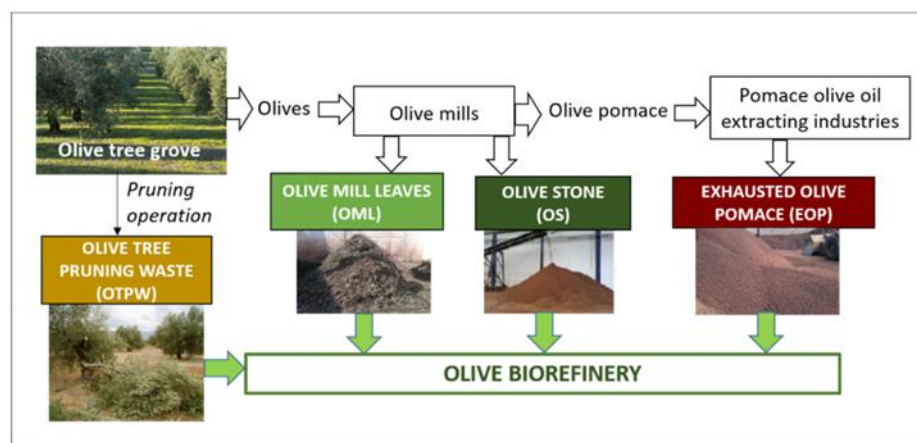 Olive tree grove
Olives
Olive mills
Olive pomace
Pomace olive oil
extracting industries
Pruning
operation
OLIVE MILL LEAVES
(OML)
OLIVE STONE
(OS)
EXHAUSTED OLIVE
POMACE (EOP)
OLIVE TREE
PRUNING WASTE
(OTPW)
OLIVE BIOREFINERY